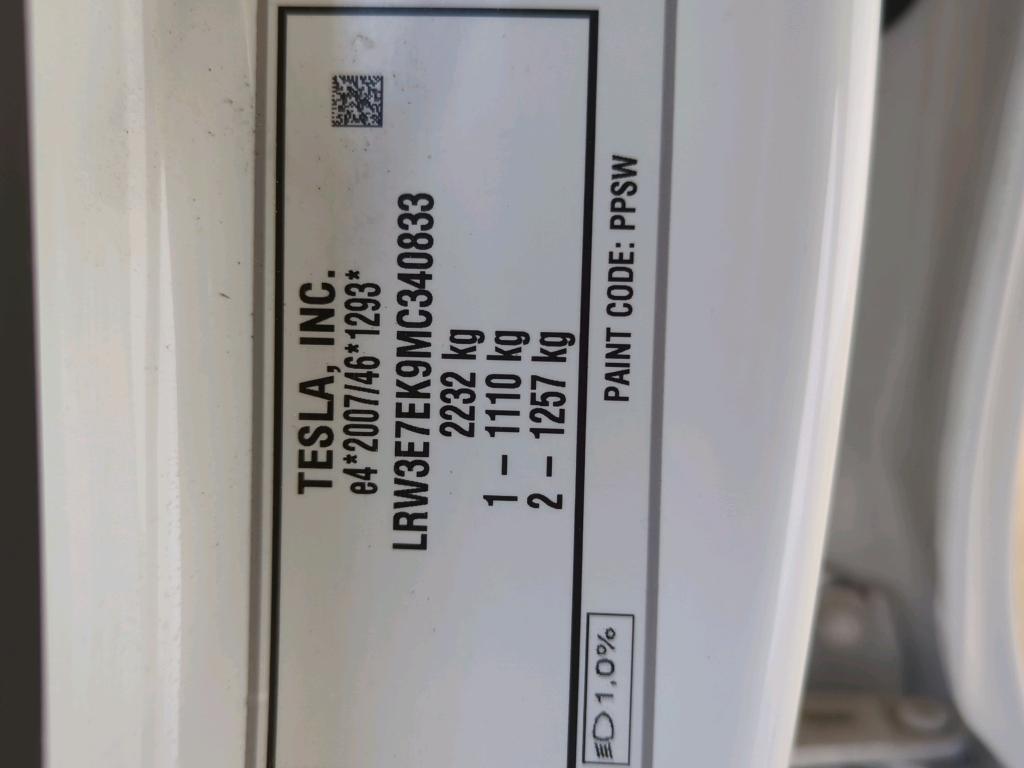 TESLA, INC.
e4*2007/46*1293*
LRW3E7EK9MC340833
2232 kg
1 – 1110 kg
2 – 1257 kg
1,0%
PAINT CODE: PPSW